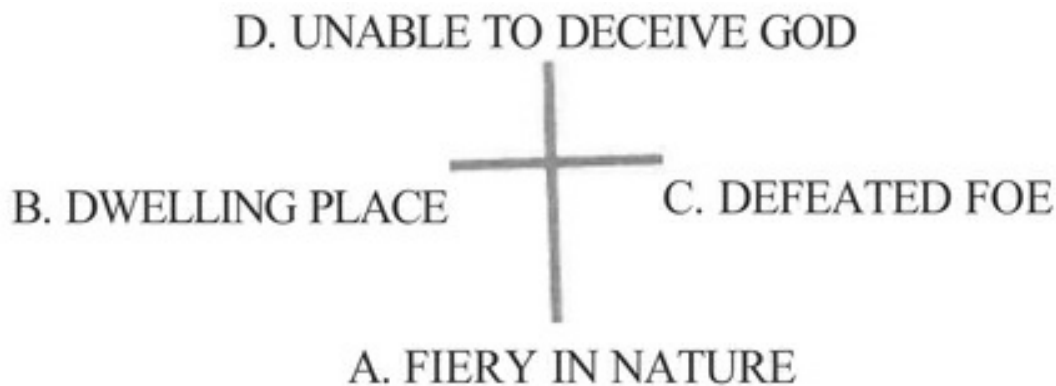 D. UNABLE TO DECEIVE GOD
B. DWELLING PLACE
C. DEFEATED FOE
A. FIERY IN NATURE